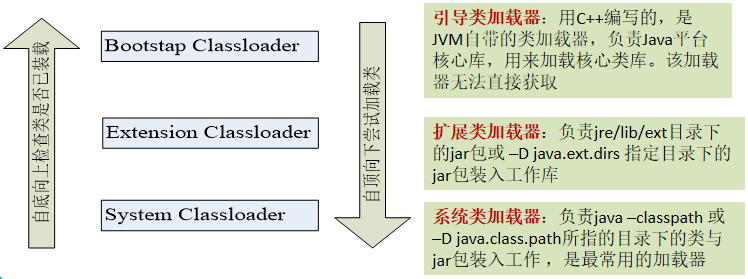 自底向上检查类是否已装载
Bootstap Classloader
Extension Classloader
System Classloader
自顶向下尝试加载类
引导类加载器：用C++编写的，是
JVM自带的类加载器，负责Java平台
核心库，用来加载核心类库。该加载
器无法直接获取
扩展类加载器：负责jre/lib/ext目录下
的jar包或 –D java.ext.dirs 指定目录下的
jar包装入工作库
系统类加载器：负责java –classpath 或
–D java.class.path所指的目录下的类与
jar包装入工作 ，是最常用的加载器